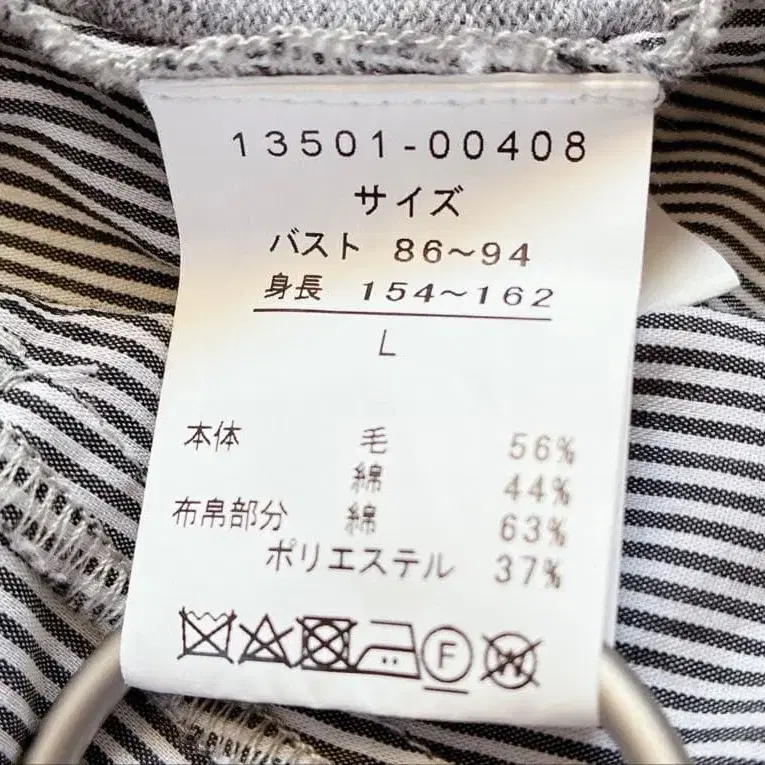 13501-00408
サイズ
バスト 86〜94
身長 154〜162
L
本体 毛 56%
綿 44%
布帛部分 綿 63%
ポリエステル 37%
F W